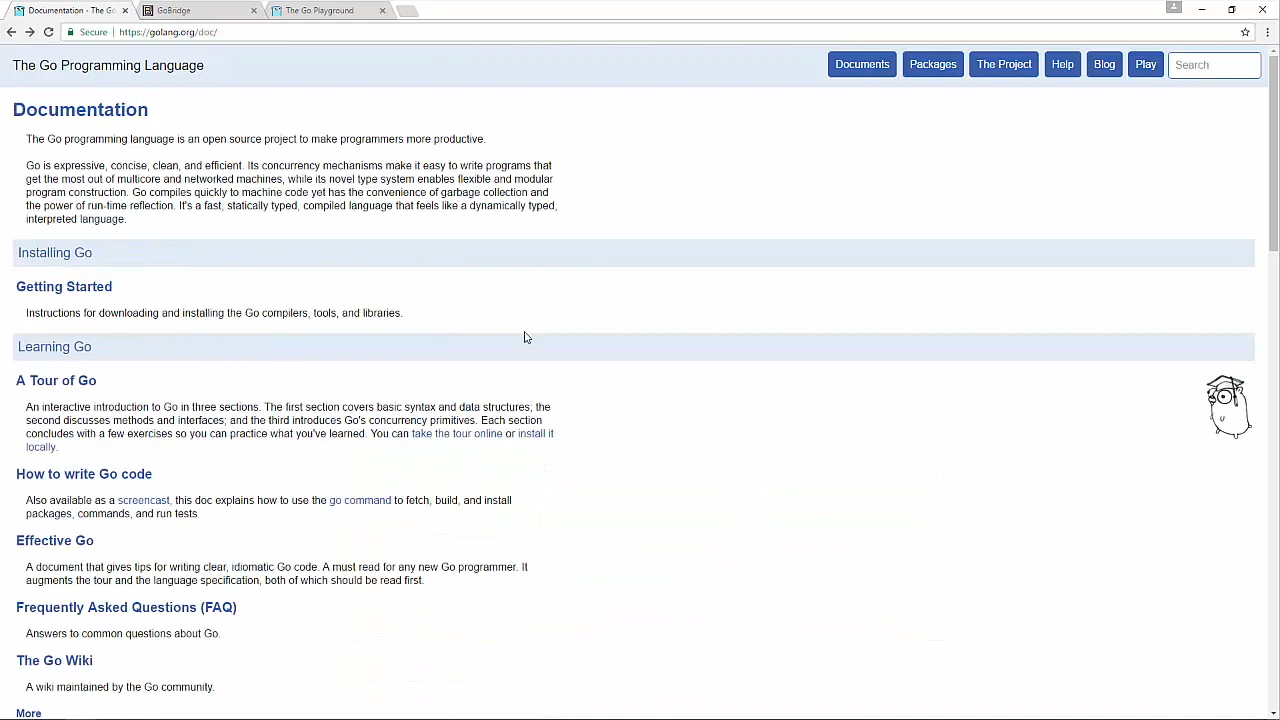 Documentation - The Go
GoBridge
The Go Playground
Secure
https://golang.org/doc/
The Go Programming Language
Documents
Packages
The Project
Help
Blog
Play
Search
Documentation
The Go programming language is an open source project to make programmers more productive.
Go is expressive, concise, clean, and efficient. Its concurrency mechanisms make it easy to write programs that
get the most out of multicore and networked machines, while its novel type system enables flexible and modular
program construction. Go compiles quickly to machine code yet has the convenience of garbage collection and
the power of run-time reflection. It's a fast, statically typed, compiled language that feels like a dynamically typed,
interpreted language.
Installing Go
Getting Started
Instructions for downloading and installing the Go compilers, tools, and libraries.
Learning Go
A Tour of Go
An interactive introduction to Go in three sections. The first section covers basic syntax and data structures; the
second discusses methods and interfaces; and the third introduces Go's concurrency primitives. Each section
concludes with a few exercises so you can practice what you've learned. You can take the tour online or install it
locally.
How to write Go code
Also available as a screencast, this doc explains how to use the go command to fetch, build, and install
packages, commands, and run tests.
Effective Go
A document that gives tips for writing clear, idiomatic Go code. A must read for any new Go programmer. It
augments the tour and the language specification, both of which should be read first.
Frequently Asked Questions (FAQ)
Answers to common questions about Go.
The Go Wiki
A wiki maintained by the Go community.
More